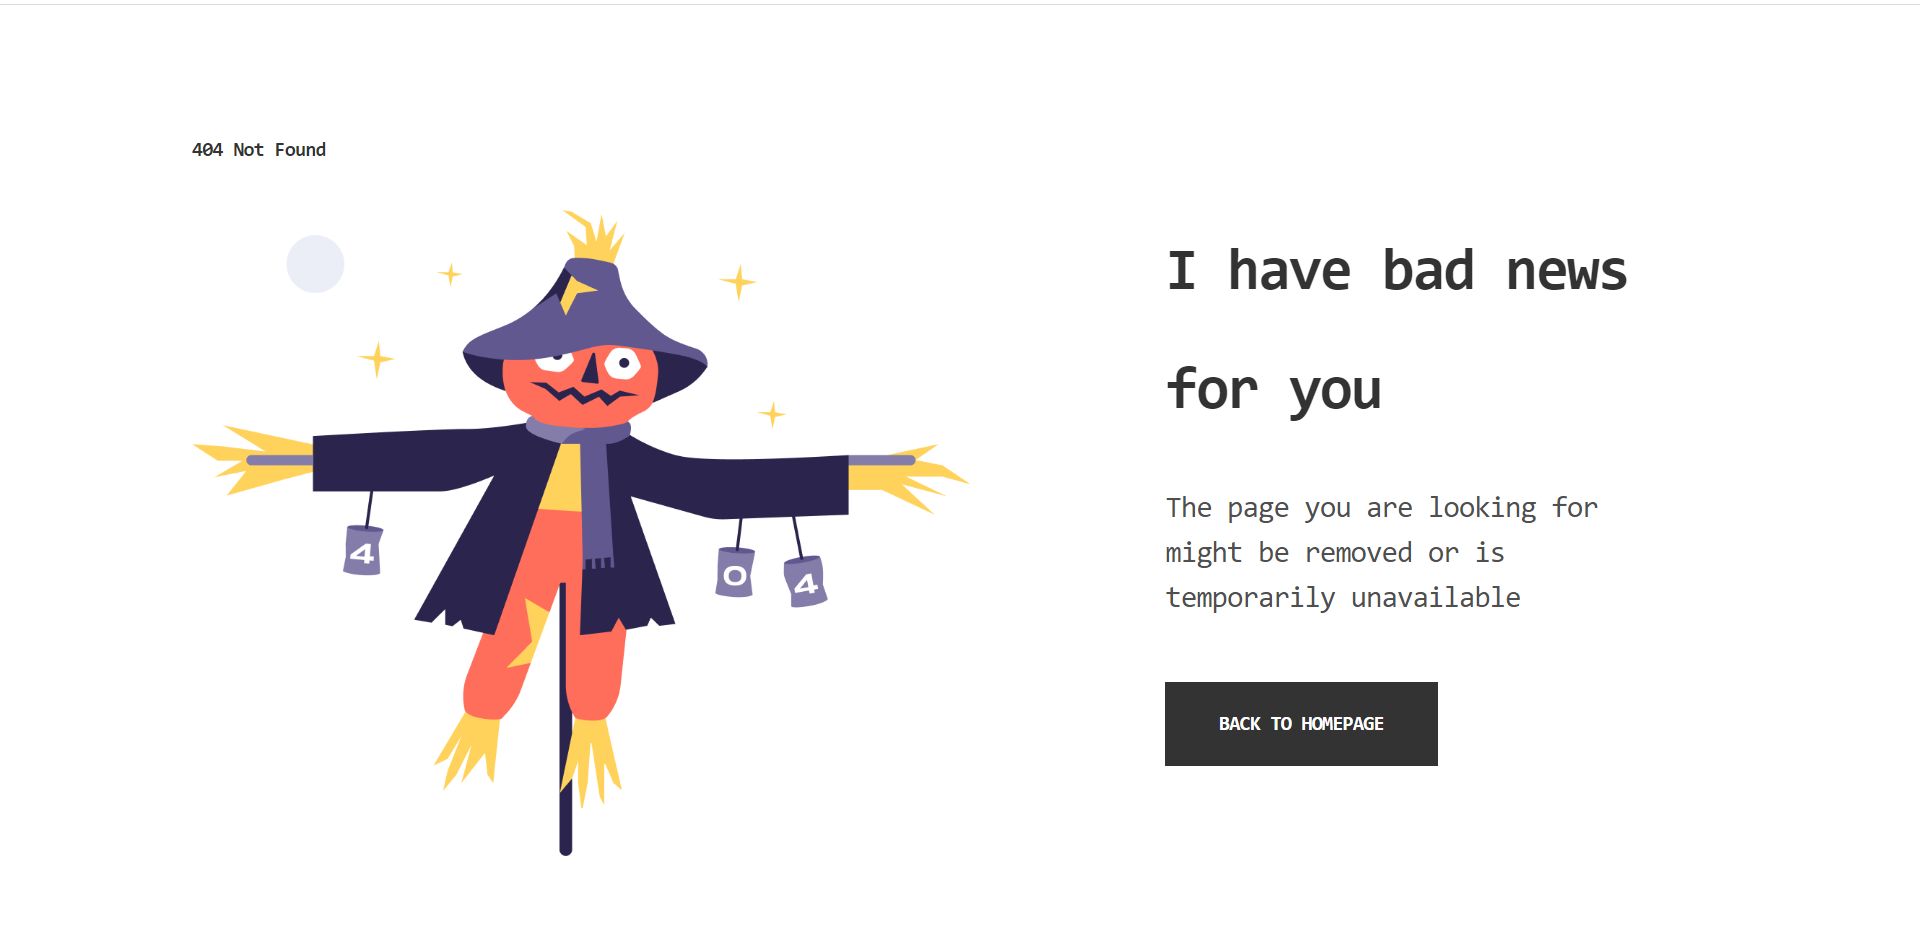 404 Not Found
I have bad news
for you
The page you are looking for
might be removed or is
temporarily unavailable
BACK TO HOMEPAGE
4
0
4